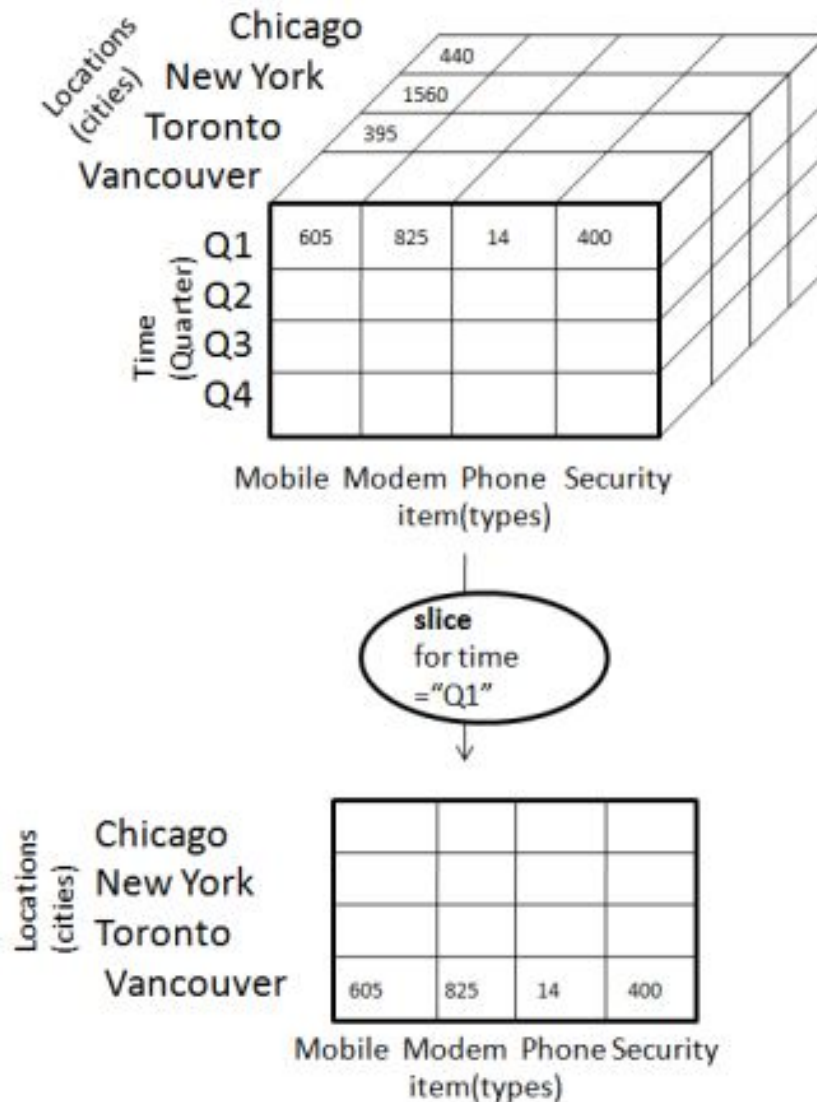 Locations
(cities)
Chicago
New York
Toronto
Vancouver
440
1560
395
Time
(Quarter)
Q1 605 825 14 400
Q2
Q3
Q4
Mobile Modem Phone Security
item(types)
slice
for time
="Q1"
Locations
(cities)
Chicago
New York
Toronto
Vancouver 605 825 14 400
Mobile Modem Phone Security
item(types)